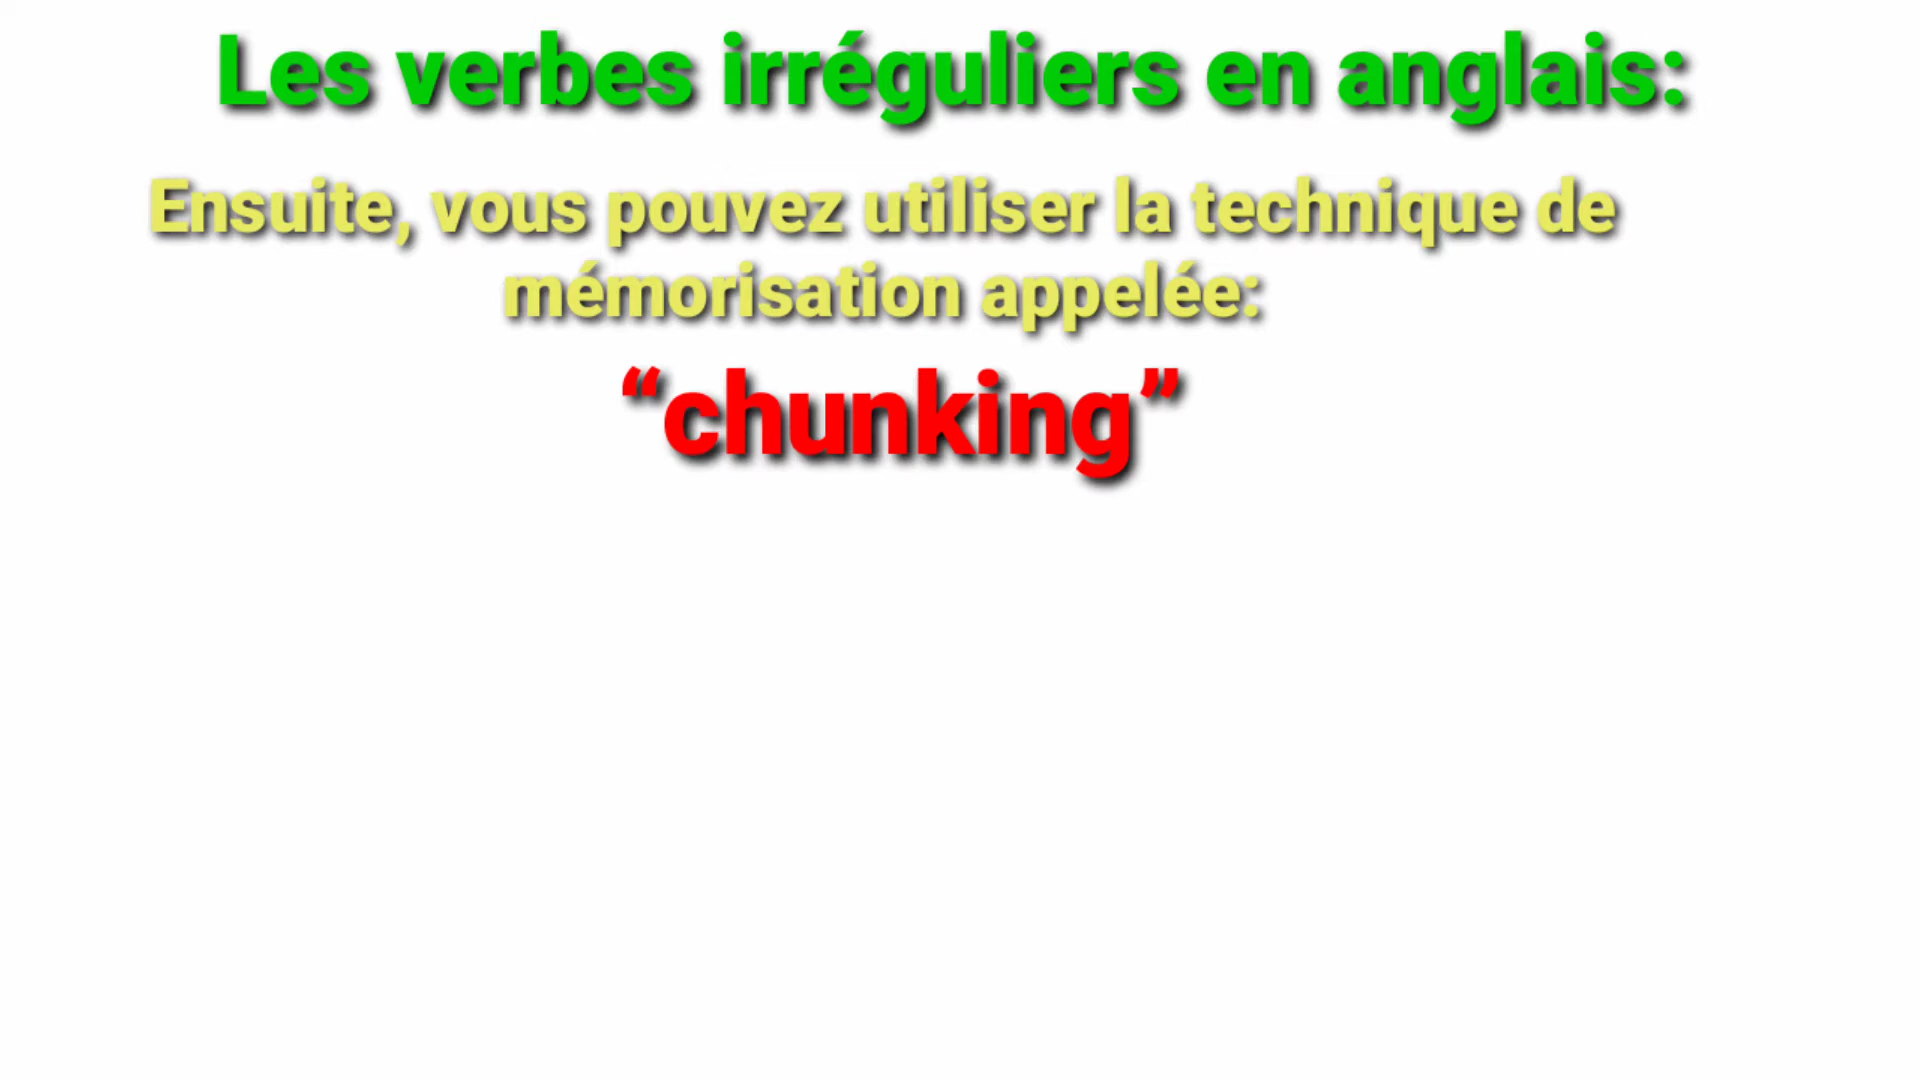 Les verbes irréguliers en anglais:
Ensuite, vous pouvez utiliser la technique de
mémorisation appelée:
“chunking”